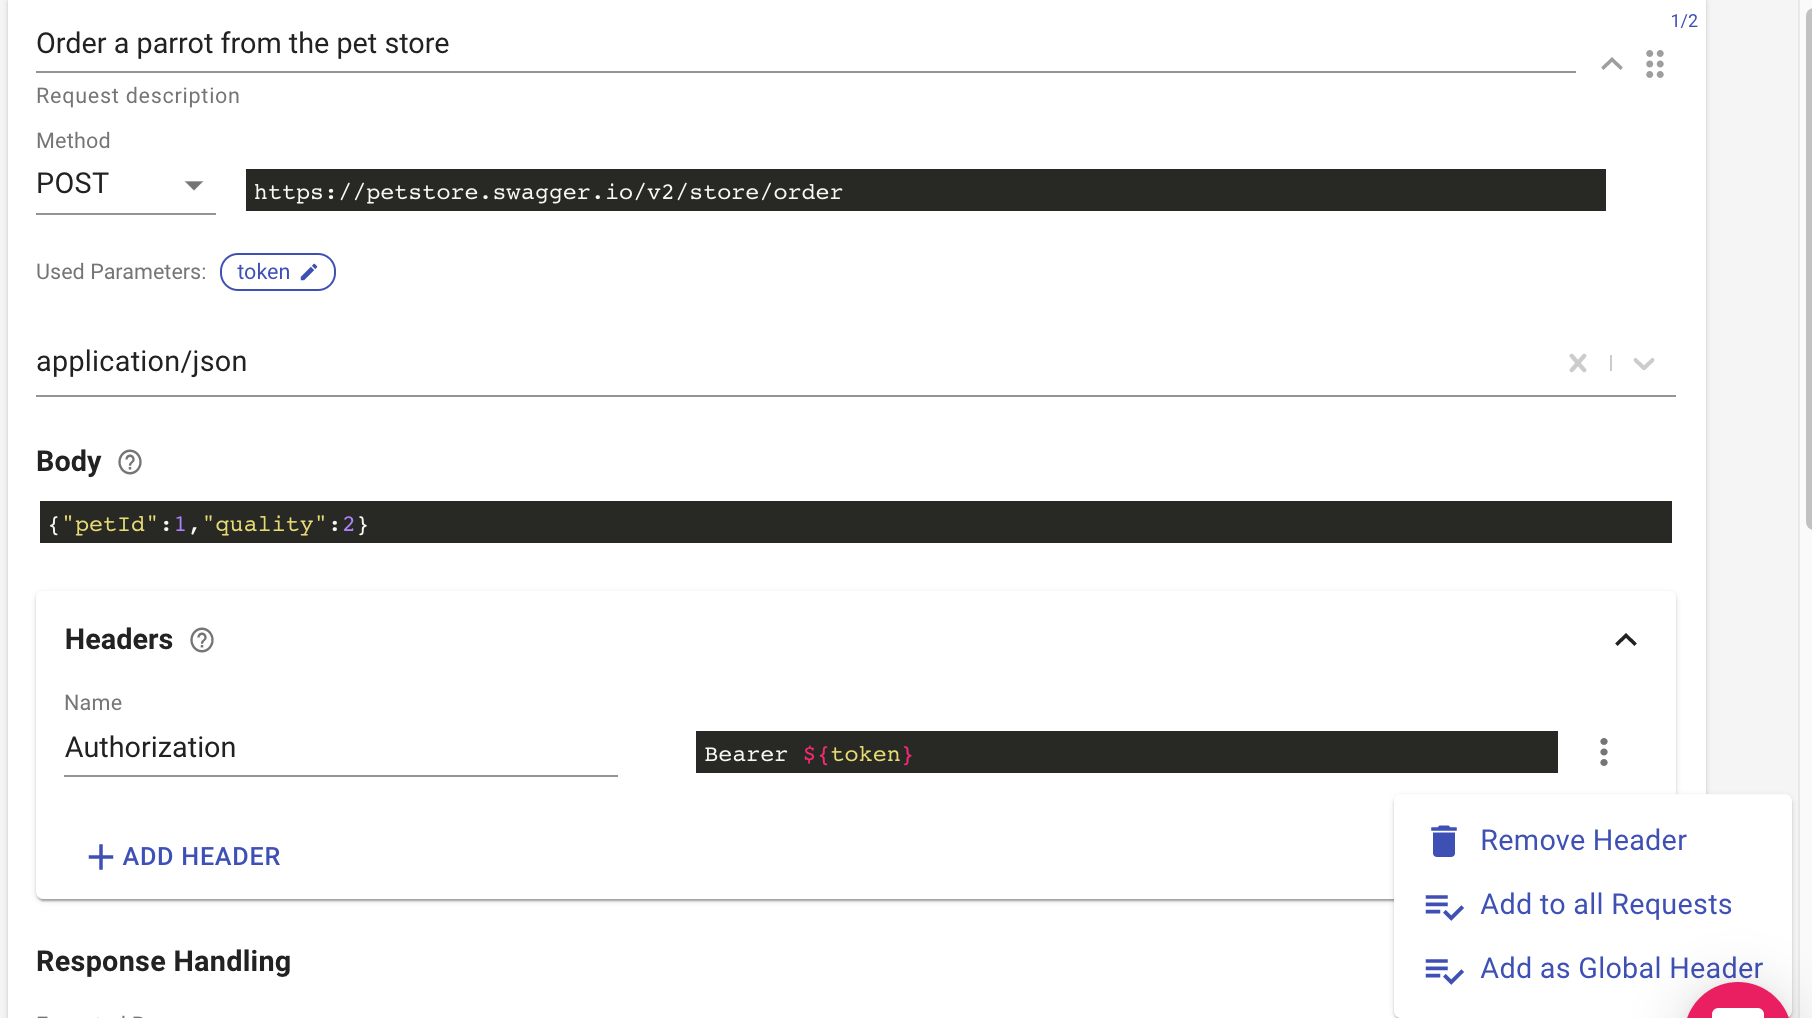 1/2
Order a parrot from the pet store
Request description
Method
POST
https://petstore.swagger.io/v2/store/order
Used Parameters: token
application/json
Body
{"petId":1,"quality":2}
Headers
Name
Authorization
Bearer ${token}
ADD HEADER
Remove Header
Add to all Requests
Add as Global Header
Response Handling